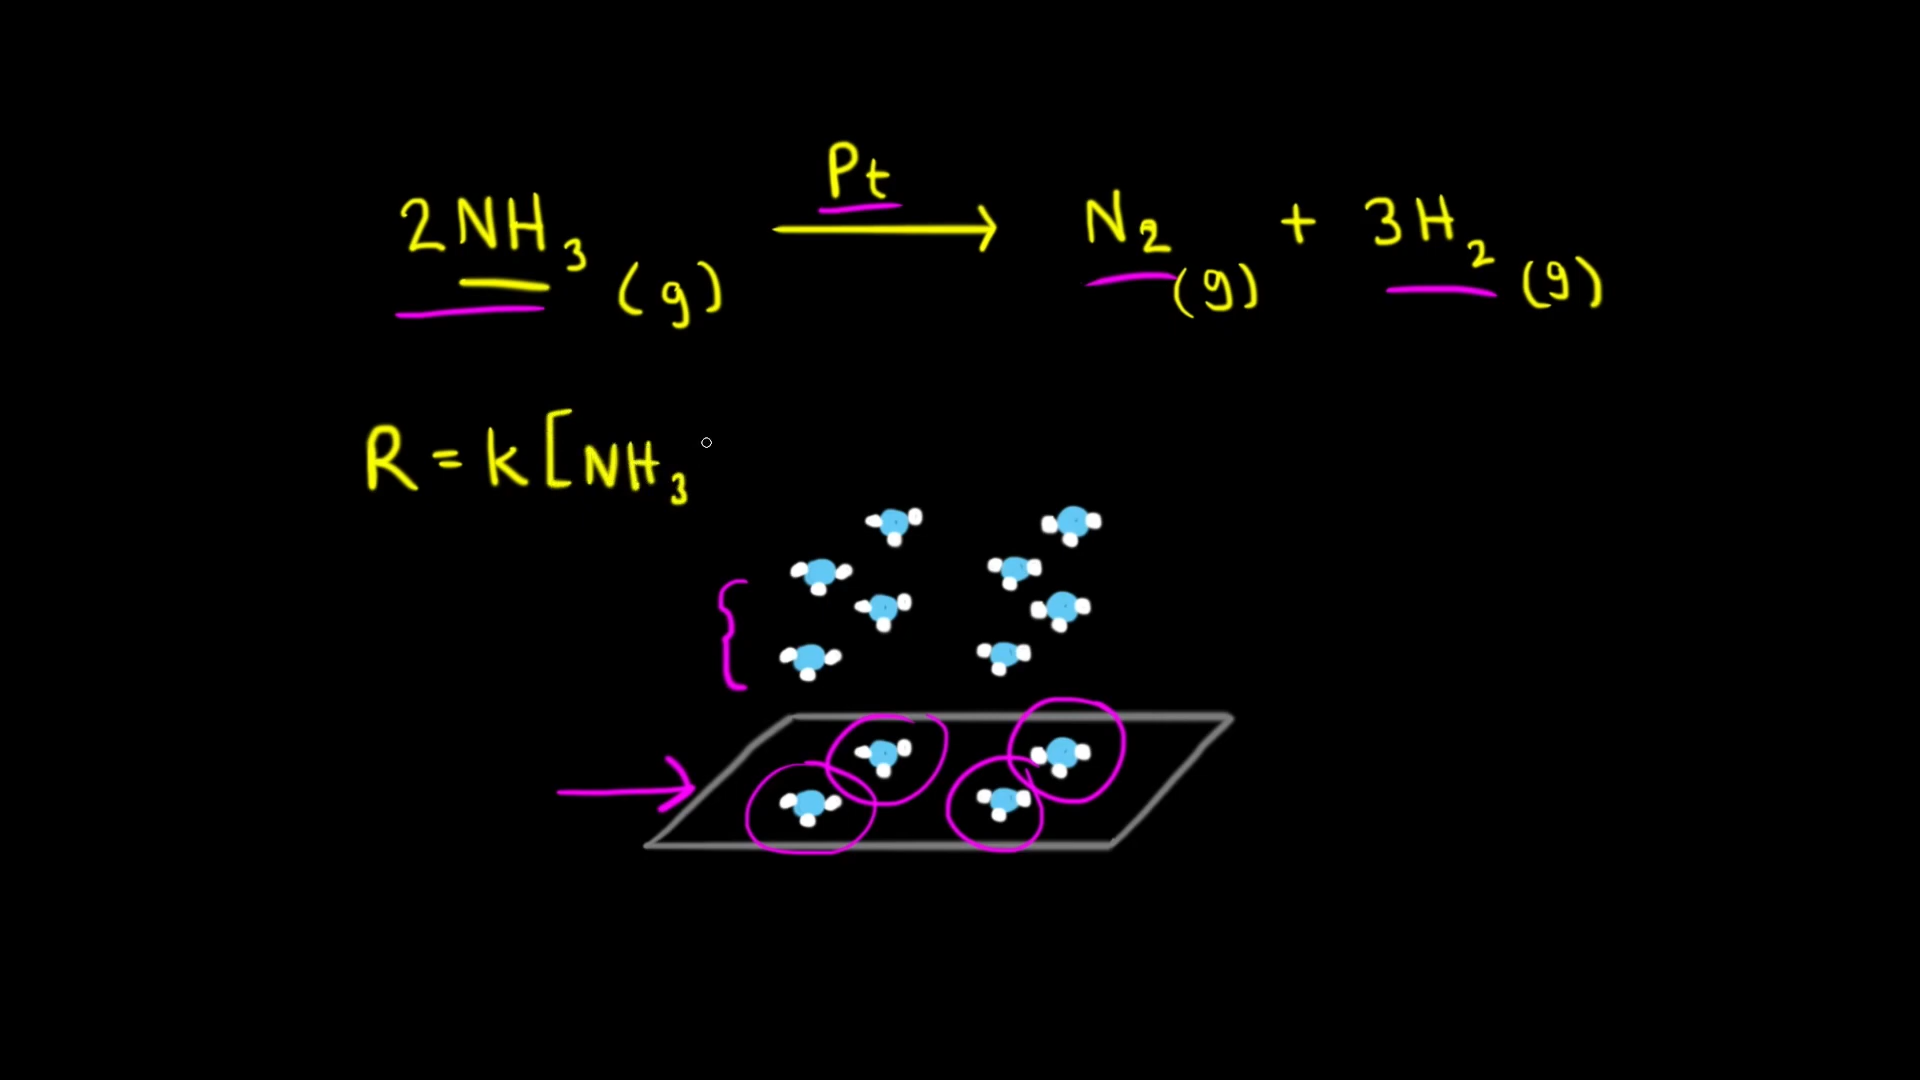 Pt
2NH₃(g) → N₂(g) + 3H₂(g)
R = k[NH₃